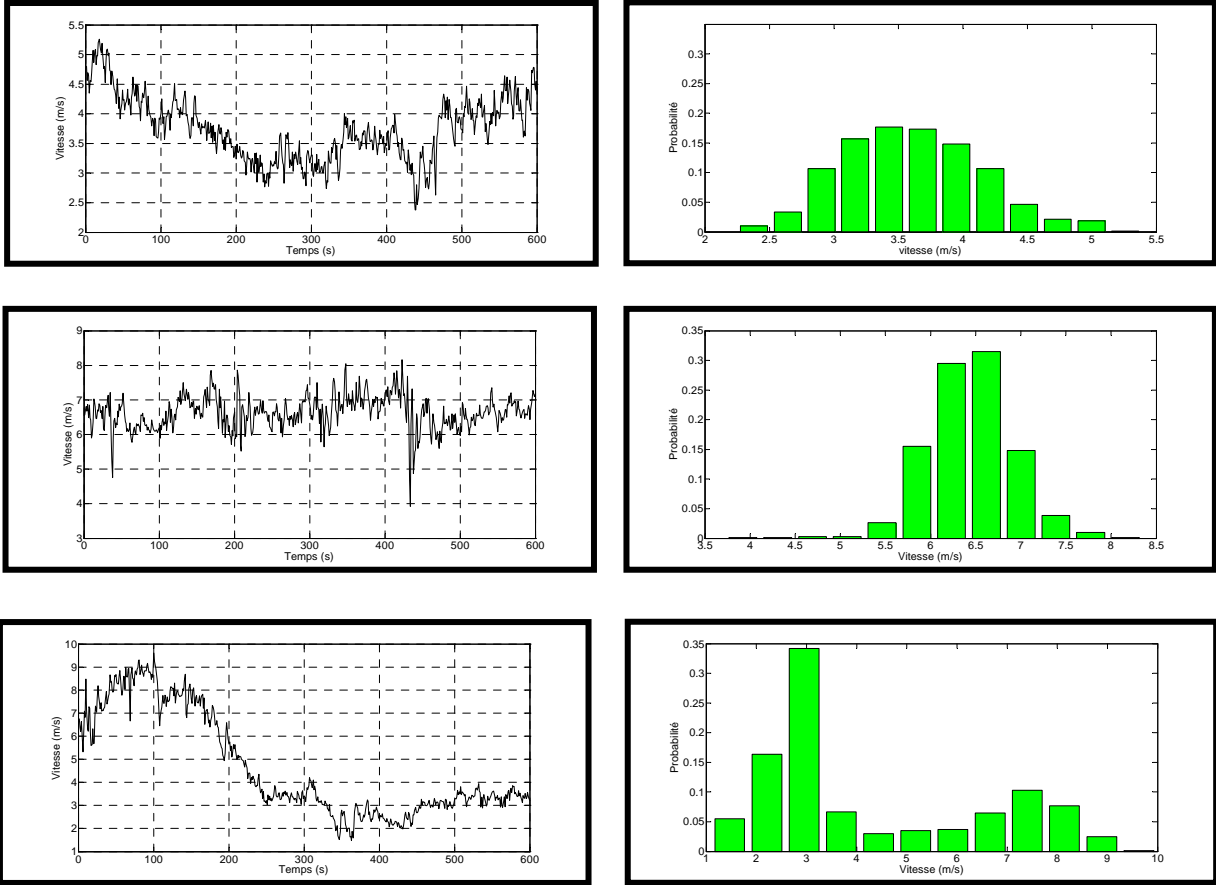 5.5
5
4.5
4
3.5
3
2.5
2
Vitesse (m/s)
0 100 200 300 400 500 600
Temps (s)
0.3
0.25
0.2
0.15
0.1
0.05
0
Probabilité
2 2.5 3 3.5 4 4.5 5 5.5
vitesse (m/s)
9
8
7
6
5
4
3
Vitesse (m/s)
0 100 200 300 400 500 600
Temps (s)
0.35
0.3
0.25
0.2
0.15
0.1
0.05
0
Probabilité
3.5 4 4.5 5 5.5 6 6.5 7 7.5 8 8.5
Vitesse (m/s)
10
9
8
7
6
5
4
3
2
1
Vitesse (m/s)
0 100 200 300 400 500 600
Temps (s)
0.35
0.3
0.25
0.2
0.15
0.1
0.05
0
Probabilité
1 2 3 4 5 6 7 8 9 10
Vitesse (m/s)